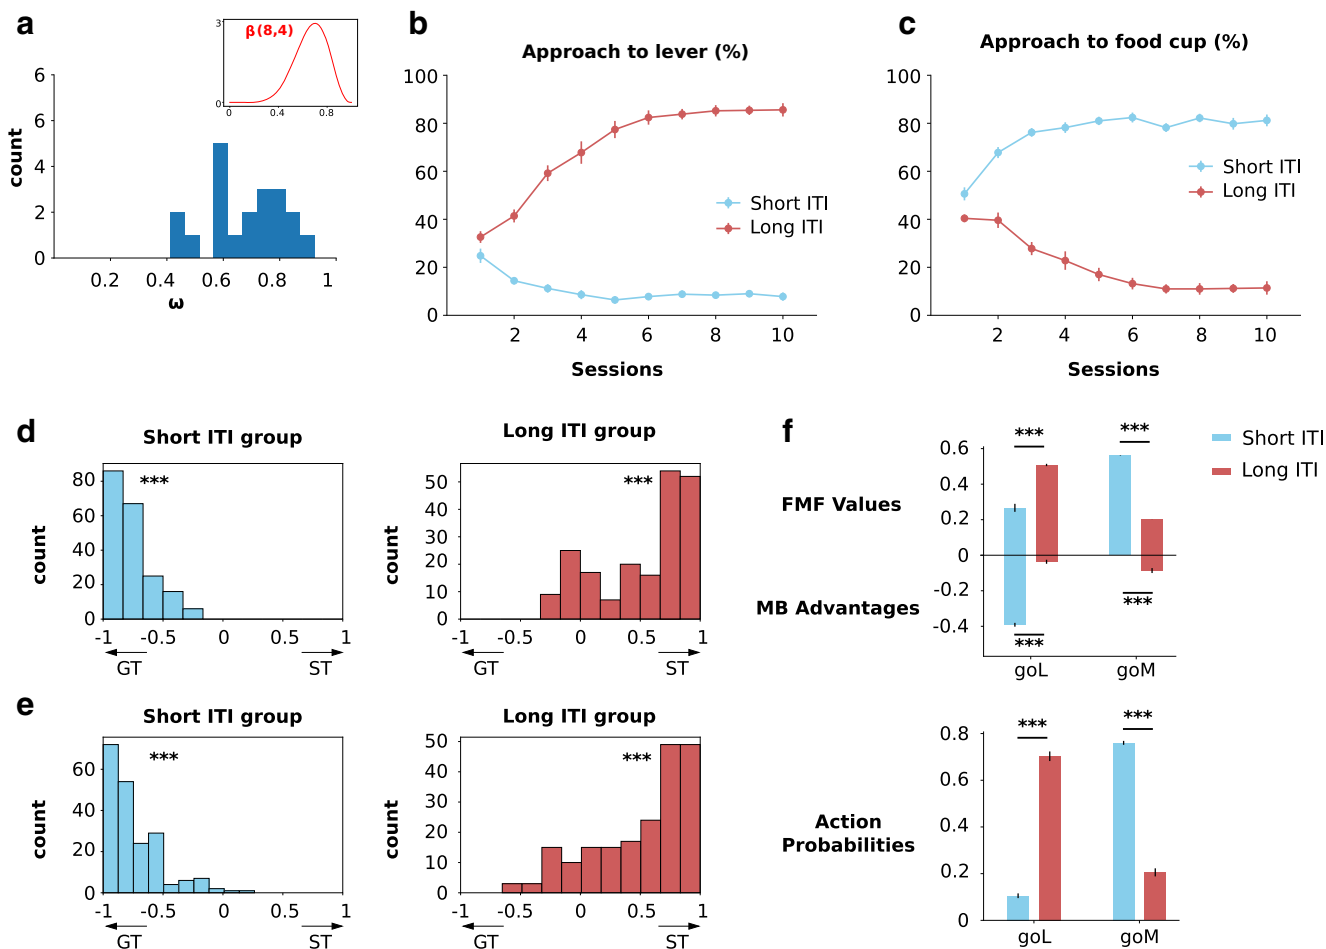 a
β(8,4)
3
0
0 0.4 0.8
count
6
6
4
2
0
0.2 0.4 0.6 0.8 1
ω
b
Approach to lever (%)
100
80
60
40
20
0
2 4 6 8 10
Sessions
Short ITI
Long ITI
c
Approach to food cup (%)
100
80
60
40
20
0
2 4 6 8 10
Sessions
Short ITI
Long ITI
d
Short ITI group
***
count
80
60
40
20
0
-1 -0.5 0 0.5 1
GT ST
Long ITI group
***
count
50
40
30
20
10
0
-1 -0.5 0 0.5 1
GT ST
e
Short ITI group
***
count
60
40
20
0
-1 -0.5 0 0.5 1
GT ST
Long ITI group
***
count
50
40
30
20
10
0
-1 -0.5 0 0.5 1
GT ST
f
Short ITI
Long ITI
FMF Values
MB Advantages
*** ***
0.6
0.4
0.2
0
-0.2
-0.4
***
***
goL goM
Action
Probabilities
*** ***
0.8
0.6
0.4
0.2
0
goL goM